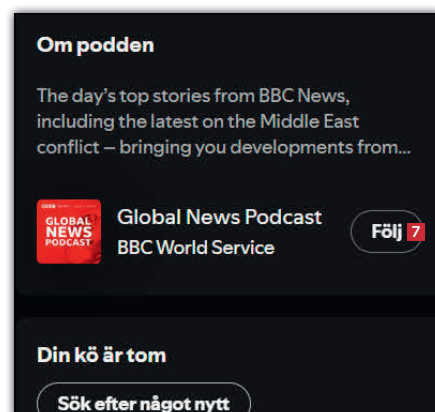 Om podden
The day's top stories from BBC News,
including the latest on the Middle East
conflict – bringing you developments from...
GLOBAL
NEWS
PODCAST
Global News Podcast
BBC World Service
Följ 7
Din kö är tom
Sök efter något nytt